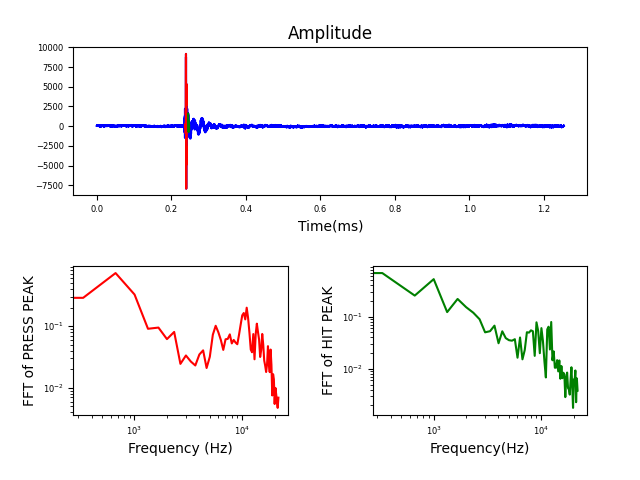 Amplitude
10000
7500
5000
2500
0
−2500
−5000
−7500
0.0 0.2 0.4 0.6 0.8 1.0 1.2
Time(ms)
FFT of PRESS PEAK
10⁻¹
10⁻²
10³ 10⁴
Frequency (Hz)
FFT of HIT PEAK
10⁻¹
10⁻²
10³ 10⁴
Frequency(Hz)